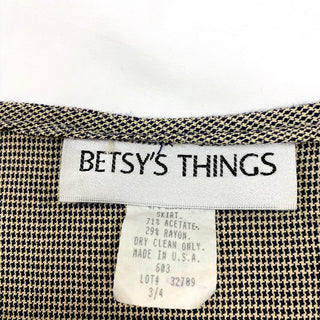 BETSY'S THINGS
SKIRT.
71% ACETATE.
29% RAYON.
DRY CLEAN ONLY.
MADE IN U.S.A.
603
LOT# 32789
3/4